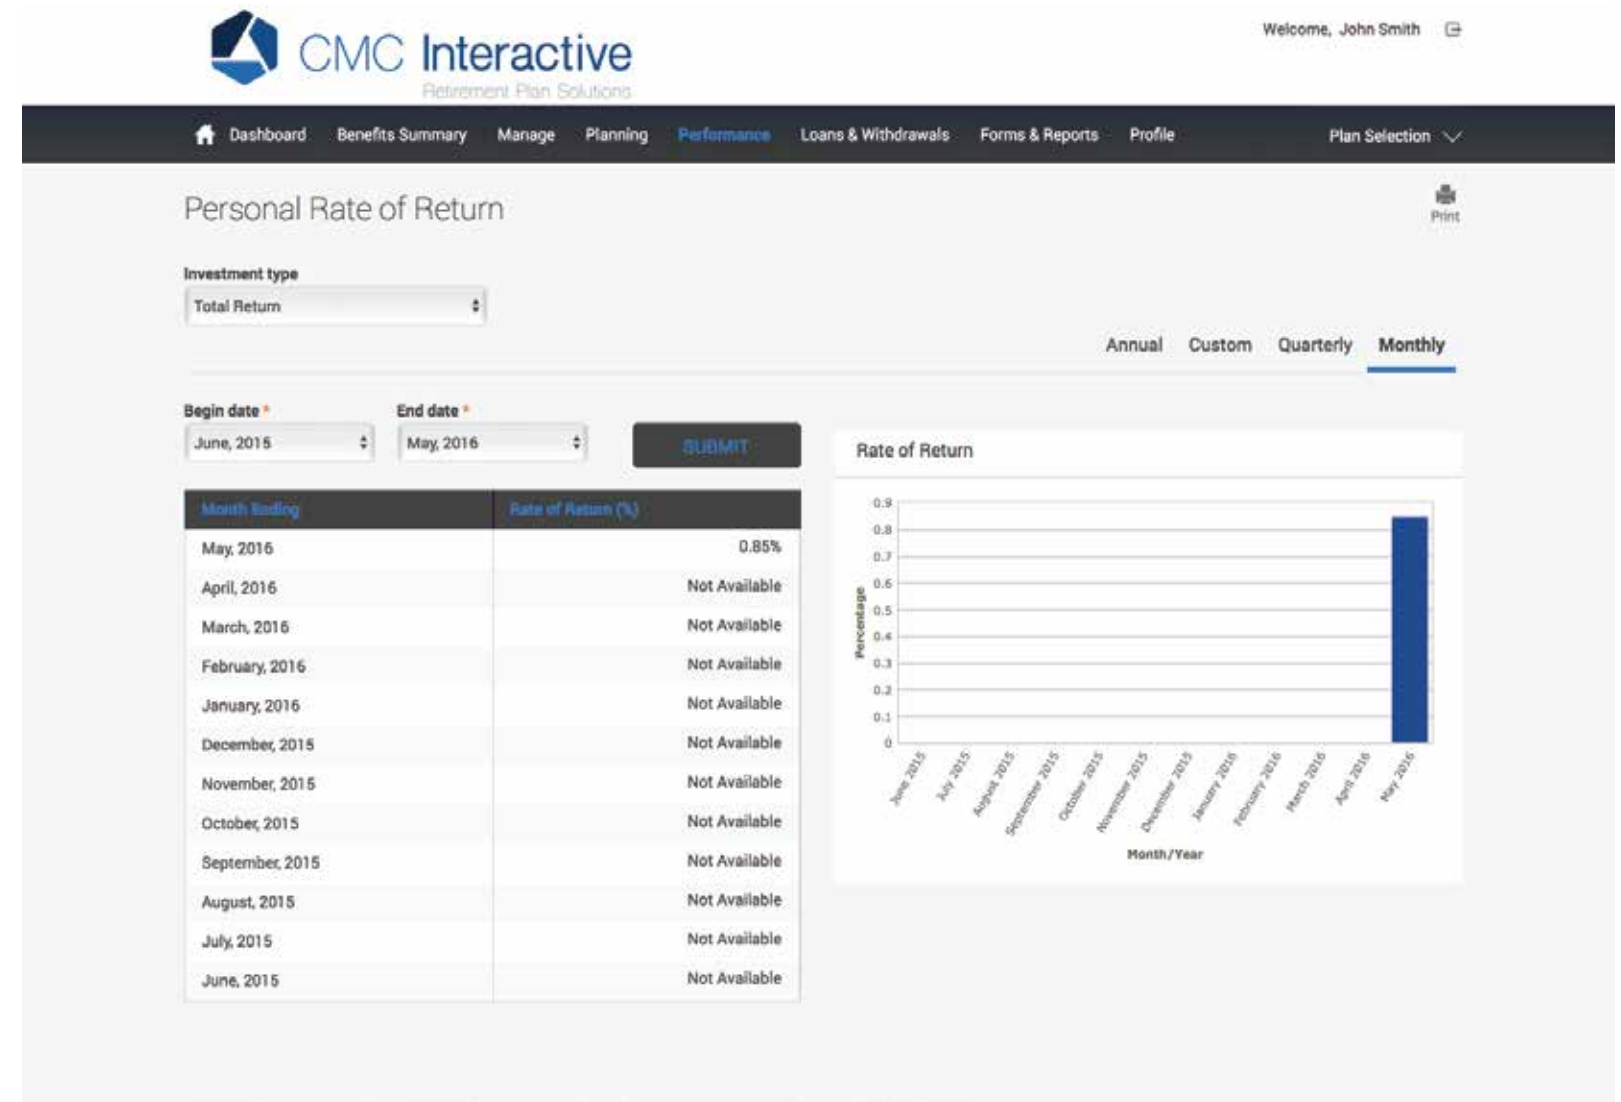 CMC Interactive
Retirement Plan Solutions
Welcome, John Smith
Dashboard Benefits Summary Manage Planning Performance Loans & Withdrawals Forms & Reports Profile Plan Selection
Personal Rate of Return
Print
Investment type
Total Return
Annual Custom Quarterly Monthly
Begin date * End date *
June, 2015 May, 2016 SUBMIT
Month Ending Rate of Return (%)
May, 2016 0.85%
April, 2016 Not Available
March, 2016 Not Available
February, 2016 Not Available
January, 2016 Not Available
December, 2015 Not Available
November, 2015 Not Available
October, 2015 Not Available
September, 2015 Not Available
August, 2015 Not Available
July, 2015 Not Available
June, 2015 Not Available
Rate of Return
0.9
0.8
0.7
0.6
0.5
0.4
0.3
0.2
0.1
0
Percentage
June 2015 July 2015 August 2015 September 2015 October 2015 November 2015 December 2015 January 2016 February 2016 March 2016 April 2016 May 2016
Month/Year